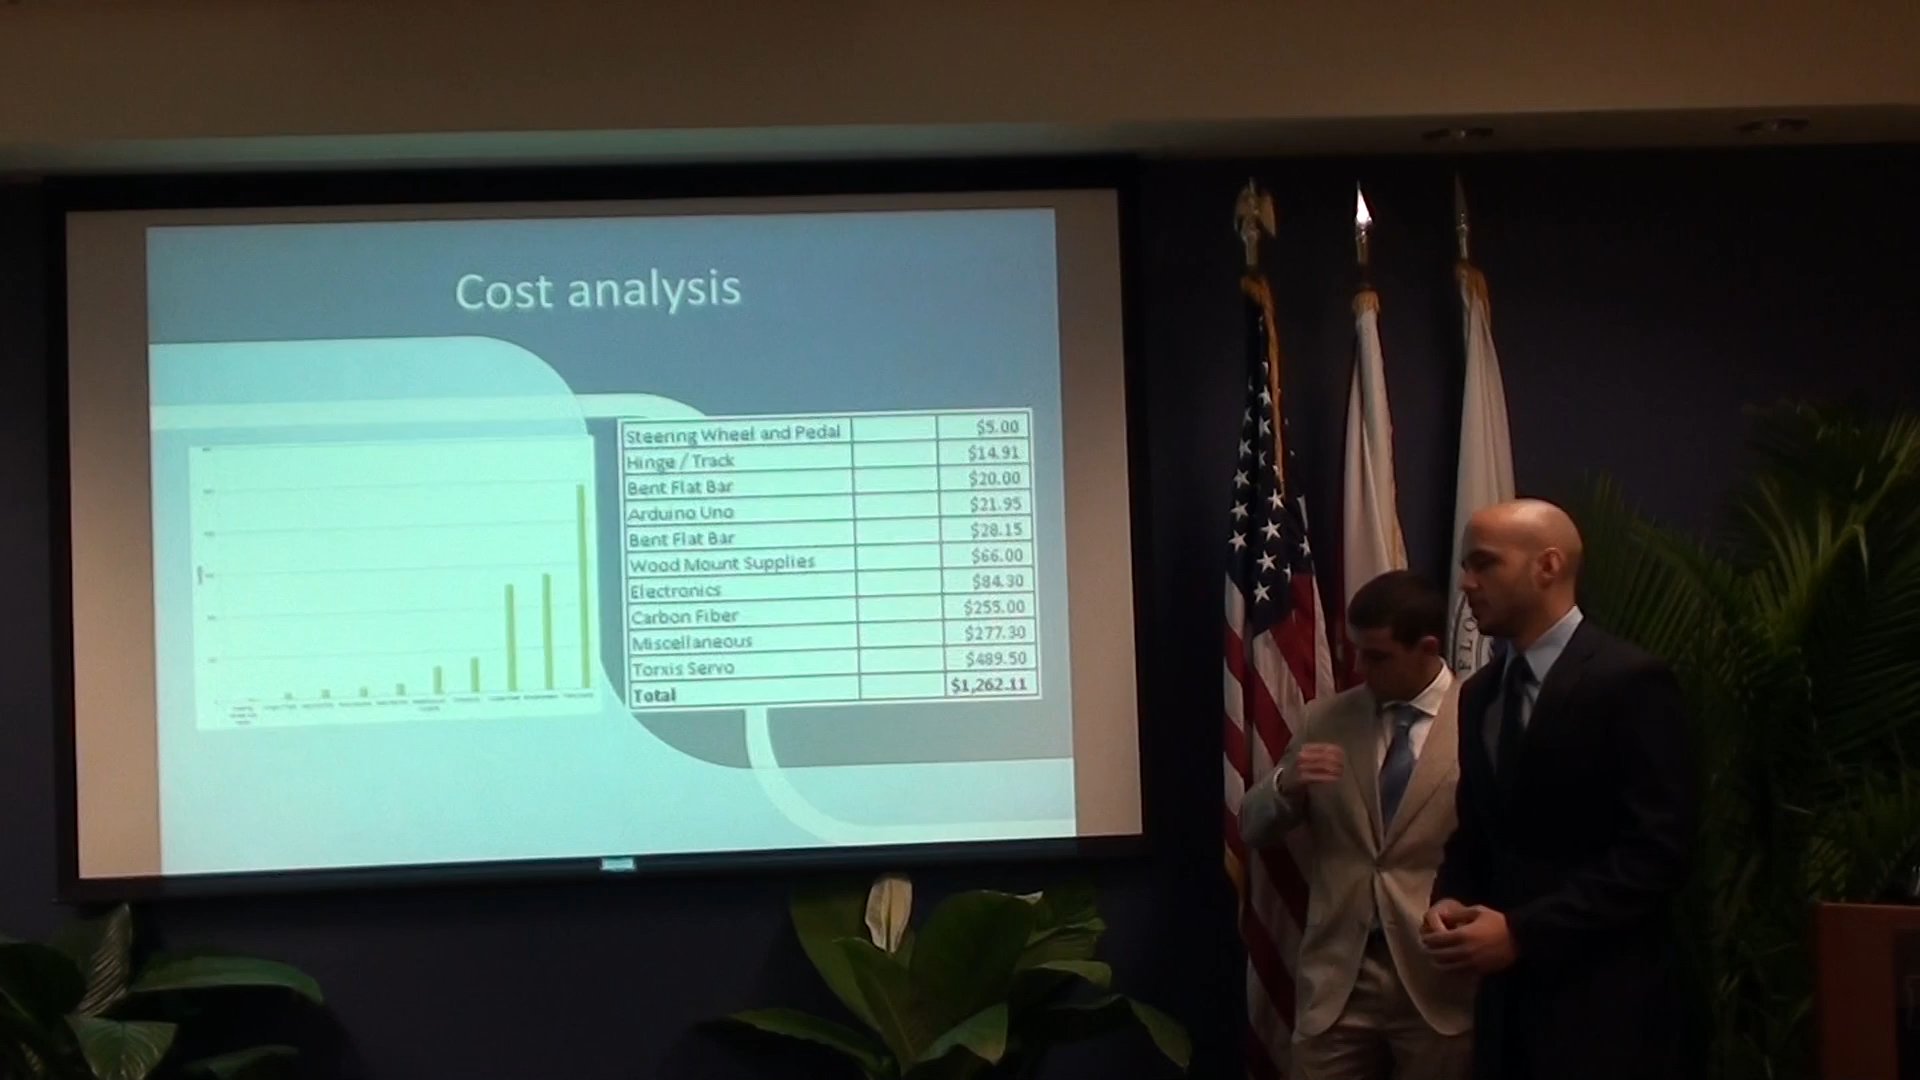 Cost analysis
Steering Wheel and Pedal $5.00
Hinge / Track $14.91
Bent Flat Bar $20.00
Arduino Uno $21.95
Bent Flat Bar $28.15
Wood Mount Supplies $66.00
Electronics $84.30
Carbon Fiber $255.00
Miscellaneous $277.30
Torxis Servo $489.50
Total $1,262.11
FLO